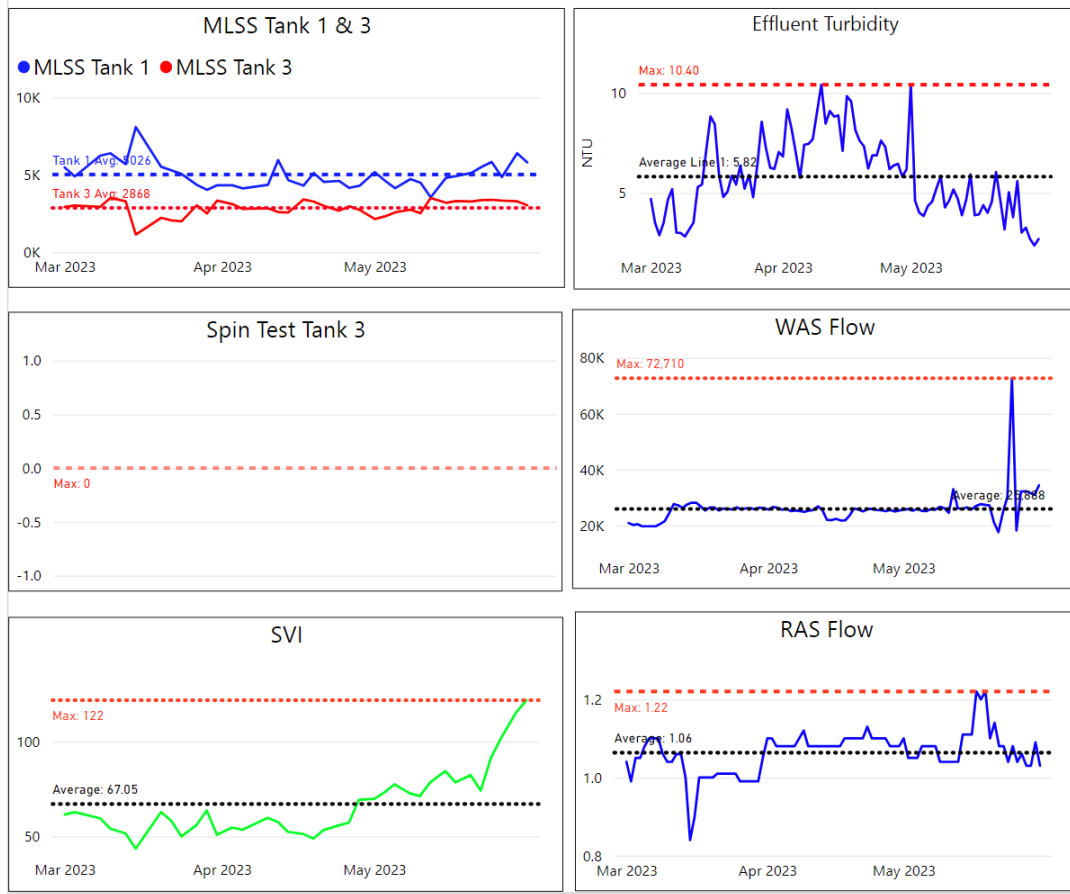 MLSS Tank 1 & 3
MLSS Tank 1 MLSS Tank 3
10K
Tank 1 Avg: 5026
5K
Tank 3 Avg: 2868
0K
Mar 2023 Apr 2023 May 2023
Effluent Turbidity
Max: 10.40
10
NTU
Average Line 1: 5.82
5
Mar 2023 Apr 2023 May 2023
Spin Test Tank 3
1.0
0.5
0.0
Max: 0
-0.5
-1.0
WAS Flow
80K
Max: 72,710
60K
40K
Average: 25,888
20K
Mar 2023 Apr 2023 May 2023
SVI
Max: 122
100
Average: 67.05
50
Mar 2023 Apr 2023 May 2023
RAS Flow
1.2
Max: 1.22
Average: 1.06
1.0
0.8
Mar 2023 Apr 2023 May 2023